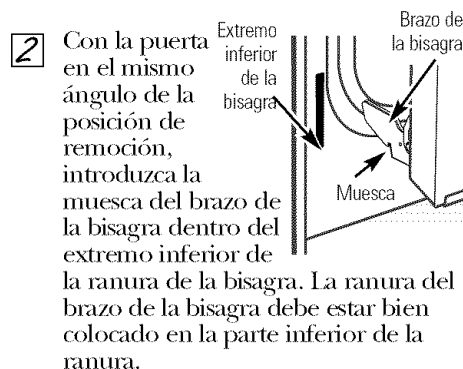 2
Con la puerta
en el mismo
ángulo de la
posición de
remoción,
introduzca la
muesca del brazo de
la bisagra dentro del
extremo inferior de
la ranura de la bisagra. La ranura del
brazo de la bisagra debe estar bien
colocado en la parte inferior de la
ranura.
Extremo
inferior
de la
bisagra
Brazo de
la bisagra
Muesca